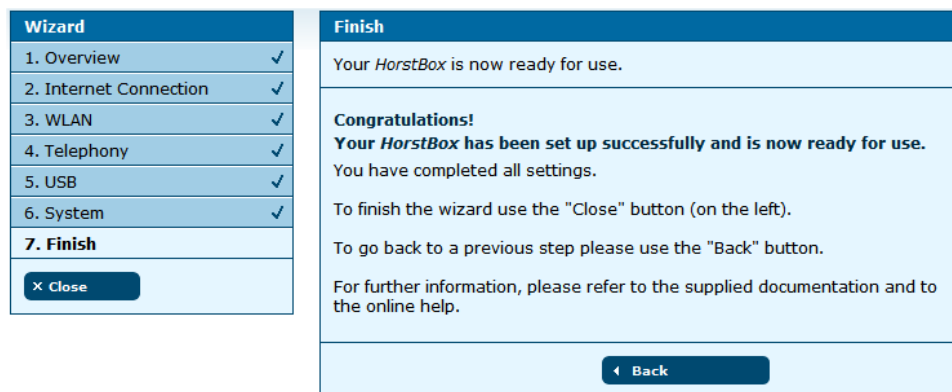 Wizard
1. Overview
2. Internet Connection
3. WLAN
4. Telephony
5. USB
6. System
7. Finish
× Close
Finish
Your HorstBox is now ready for use.
Congratulations!
Your HorstBox has been set up successfully and is now ready for use.
You have completed all settings.
To finish the wizard use the "Close" button (on the left).
To go back to a previous step please use the "Back" button.
For further information, please refer to the supplied documentation and to
the online help.
Back